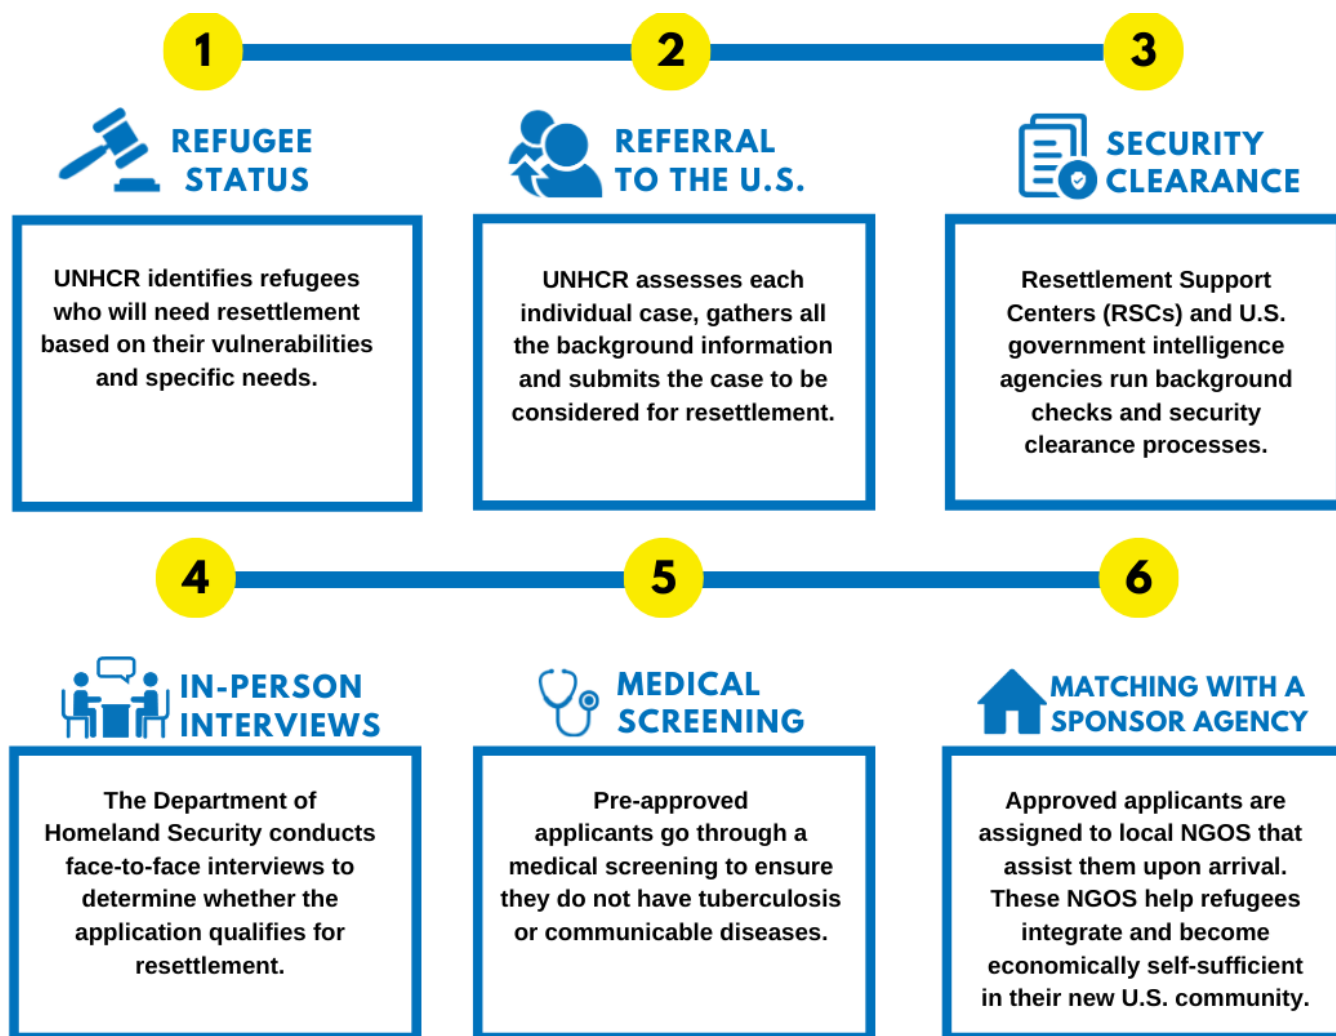 1
2
3
REFUGEE
STATUS
UNHCR identifies refugees
who will need resettlement
based on their vulnerabilities
and specific needs.
REFERRAL
TO THE U.S.
UNHCR assesses each
individual case, gathers all
the background information
and submits the case to be
considered for resettlement.
SECURITY
CLEARANCE
Resettlement Support
Centers (RSCs) and U.S.
government intelligence
agencies run background
checks and security
clearance processes.
4
5
6
IN-PERSON
INTERVIEWS
The Department of
Homeland Security conducts
face-to-face interviews to
determine whether the
application qualifies for
resettlement.
MEDICAL
SCREENING
Pre-approved
applicants go through a
medical screening to ensure
they do not have tuberculosis
or communicable diseases.
MATCHING WITH A
SPONSOR AGENCY
Approved applicants are
assigned to local NGOS that
assist them upon arrival.
These NGOS help refugees
integrate and become
economically self-sufficient
in their new U.S. community.